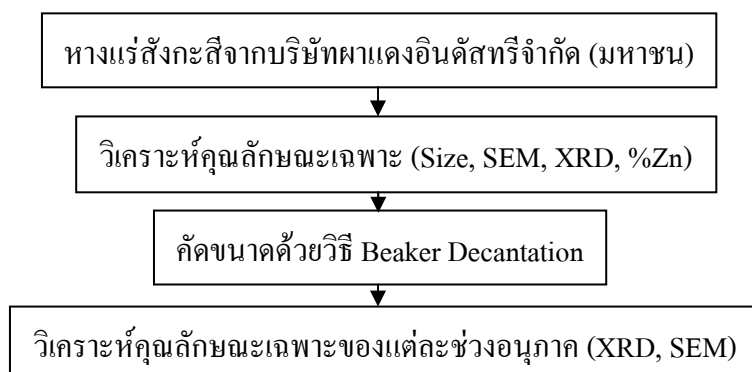 หางแร่สังกะสีจากบริษัทผาแดงอินดัสทรีจำกัด (มหาชน)
วิเคราะห์คุณลักษณะเฉพาะ (Size, SEM, XRD, %Zn)
คัดขนาดด้วยวิธี Beaker Decantation
วิเคราะห์คุณลักษณะเฉพาะของแต่ละช่วงอนุภาค (XRD, SEM)